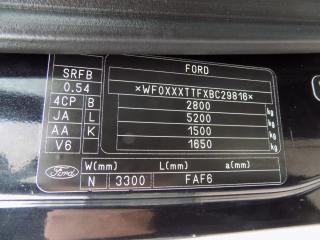 FORD
SRFB
*WF0XXXTTFXBC29816*
0.54
2800 kg
4CP B
5200 kg
JA L
1500 kg
AA K
1650 kg
V6
W(mm) L(mm) a(mm)
Ford N 3300 FAF6